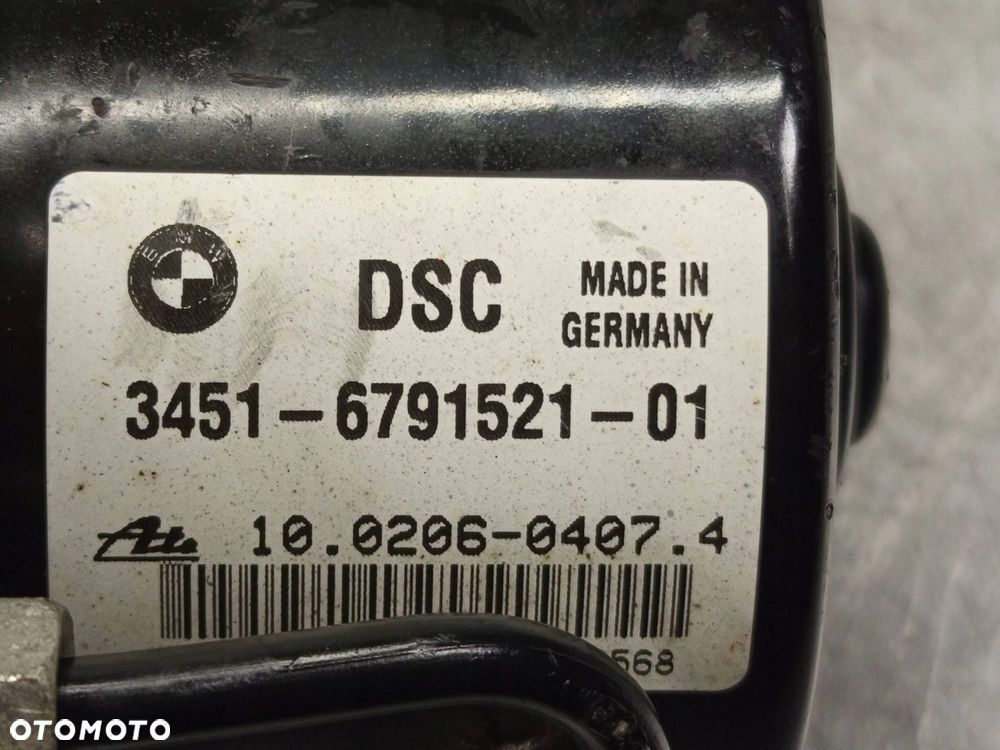 DSC
MADE IN
GERMANY
3451-6791521-01
Ate 10.0206-0407.4
568
OTOMOTO